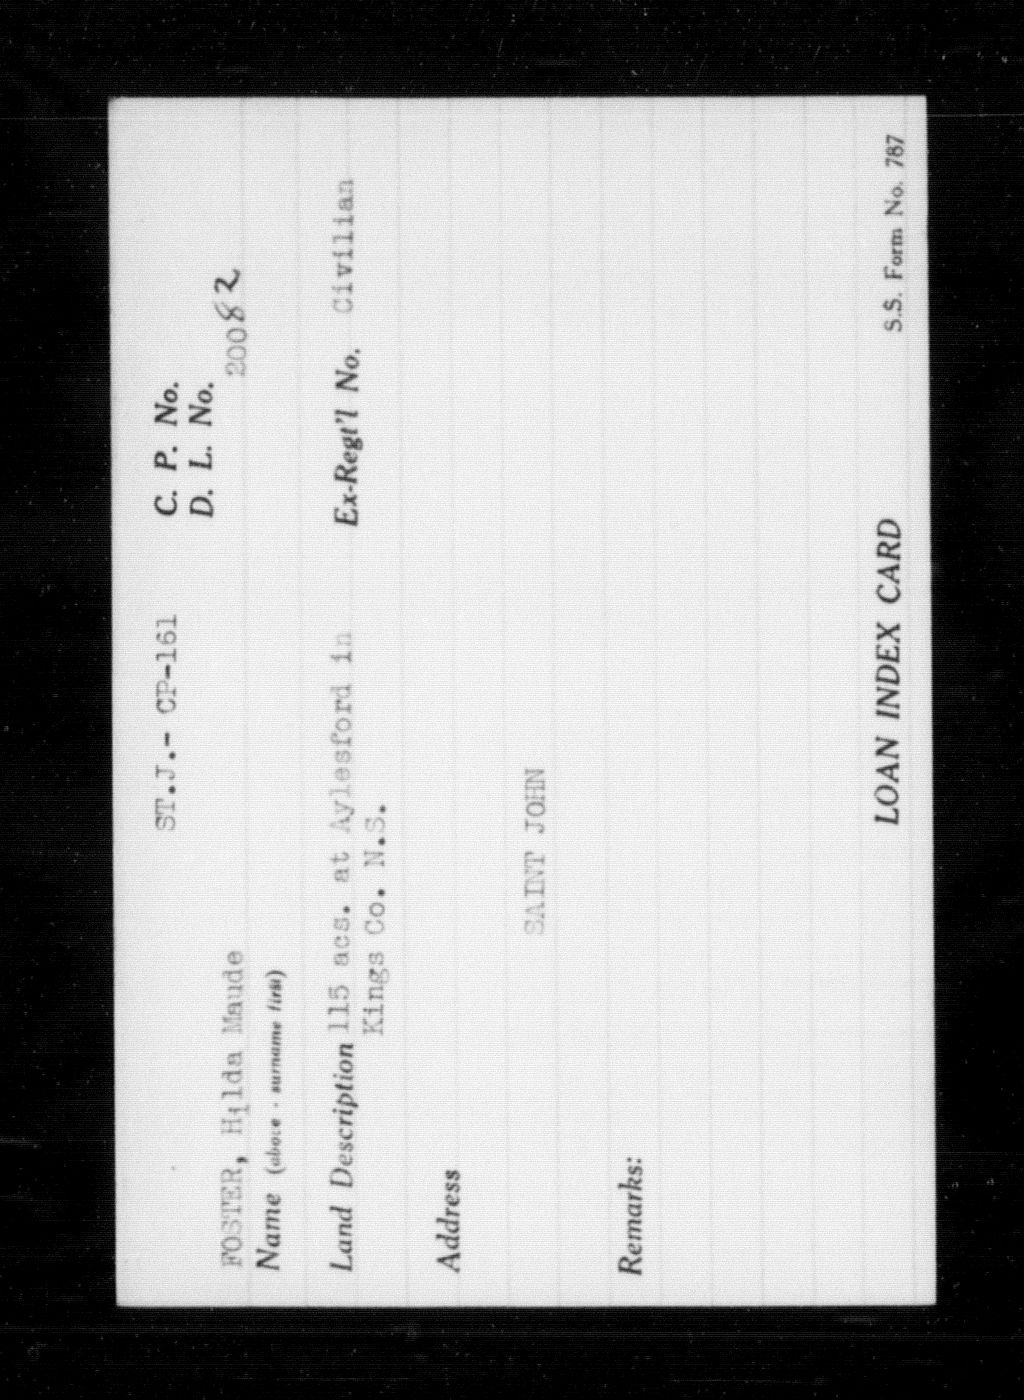 ST.J.- CP-161 C. P. No.
D. L. No.
FOSTER, Hilda Maude 20082
Name (above - surname first)
Land Description 115 acs. at Aylesford in Ex-Regt'l No. Civilian
Kings Co. N.S.
Address
SAINT JOHN
Remarks:
LOAN INDEX CARD S.S. Form No. 787